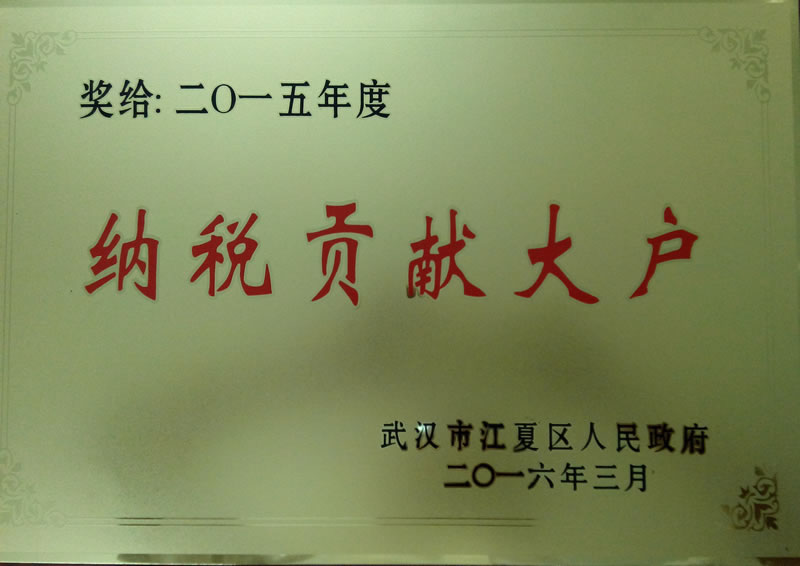 奖给: 二〇一五年度
纳税贡献大户
武汉市江夏区人民政府
二〇一六年三月